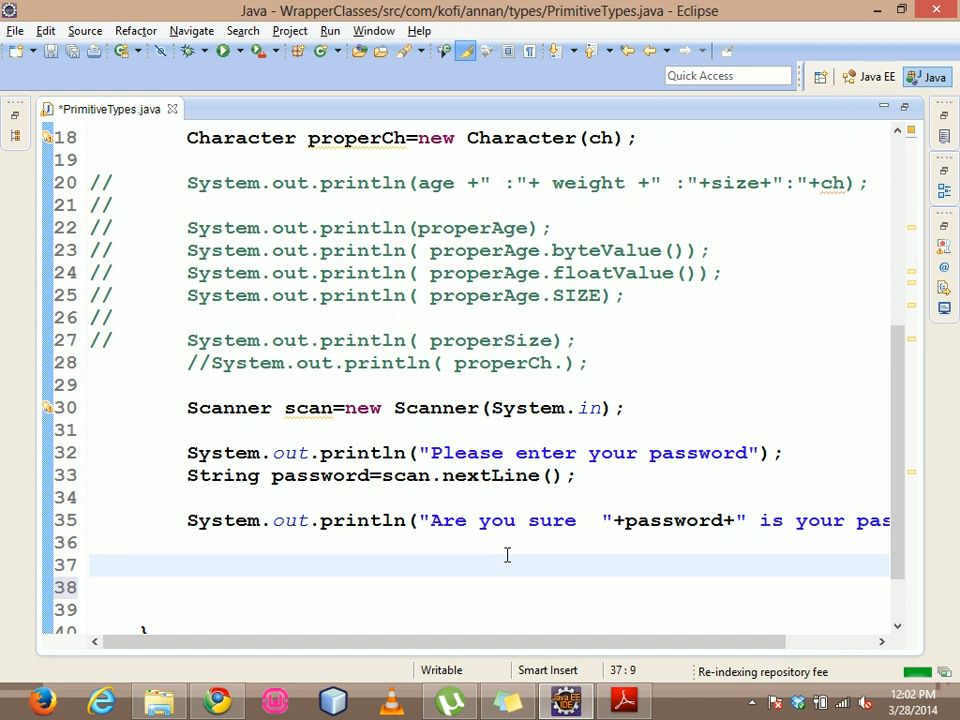 Java - WrapperClasses/src/com/kofi/annan/types/PrimitiveTypes.java - Eclipse
File Edit Source Refactor Navigate Search Project Run Window Help
Quick Access
Java EE
Java
*PrimitiveTypes.java
18 Character properCh=new Character(ch);
19
20 // System.out.println(age +" :"+ weight +" :"+size+":"+ch);
21 //
22 // System.out.println(properAge);
23 // System.out.println( properAge.byteValue());
24 // System.out.println( properAge.floatValue());
25 // System.out.println( properAge.SIZE);
26 //
27 // System.out.println( properSize);
28 //System.out.println( properCh.);
29
30 Scanner scan=new Scanner(System.in);
31
32 System.out.println("Please enter your password");
33 String password=scan.nextLine();
34
35 System.out.println("Are you sure  "+password+" is your pas
36
37
38
39
40 }
Writable
Smart Insert
37 : 9
Re-indexing repository fee
Java EE
IDE
12:02 PM
3/28/2014